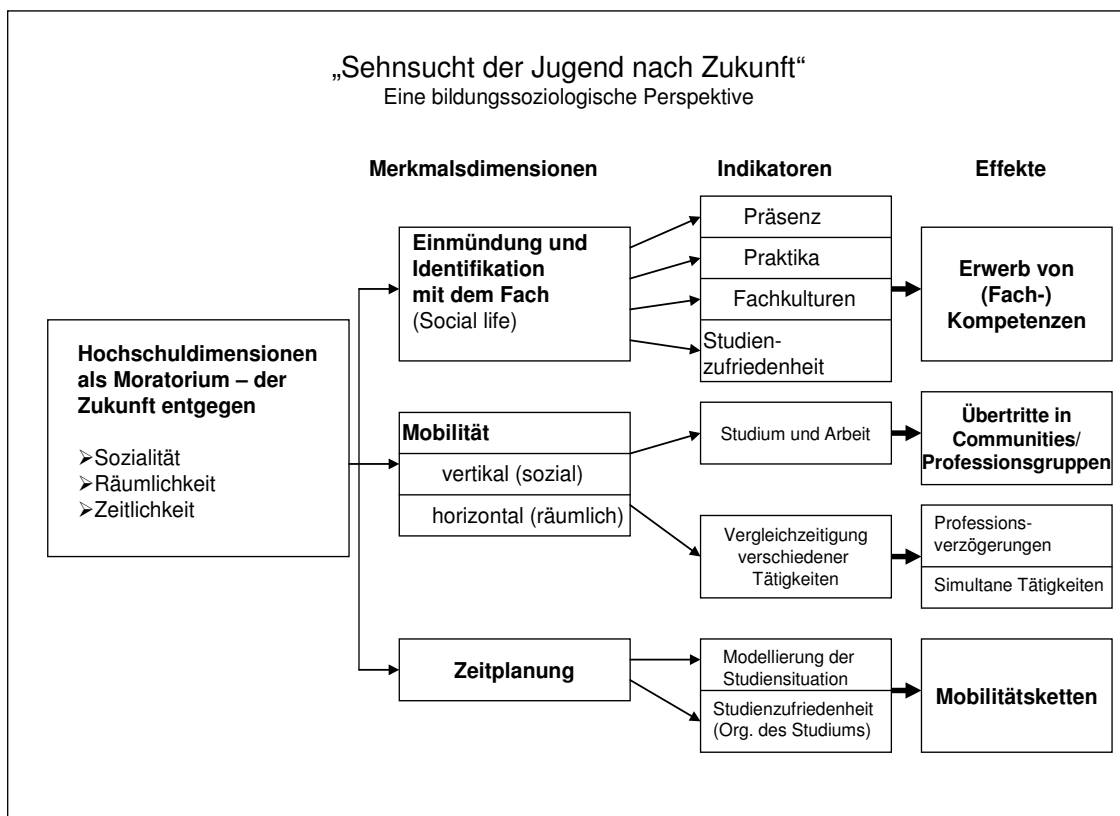 „Sehnsucht der Jugend nach Zukunft“
Eine bildungssoziologische Perspektive
Merkmalsdimensionen
Indikatoren
Effekte
Hochschuldimensionen
als Moratorium – der
Zukunft entgegen
➢Sozialität
➢Räumlichkeit
➢Zeitlichkeit
Einmündung und
Identifikation
mit dem Fach
(Social life)
Präsenz
Praktika
Fachkulturen
Studien-
zufriedenheit
Erwerb von
(Fach-)
Kompetenzen
Mobilität
vertikal (sozial)
horizontal (räumlich)
Studium und Arbeit
Übertritte in
Communities/
Professionsgruppen
Vergleichzeitigung
verschiedener
Tätigkeiten
Professions-
verzögerungen
Simultane Tätigkeiten
Zeitplanung
Modellierung der
Studiensituation
Studienzufriedenheit
(Org. des Studiums)
Mobilitätsketten